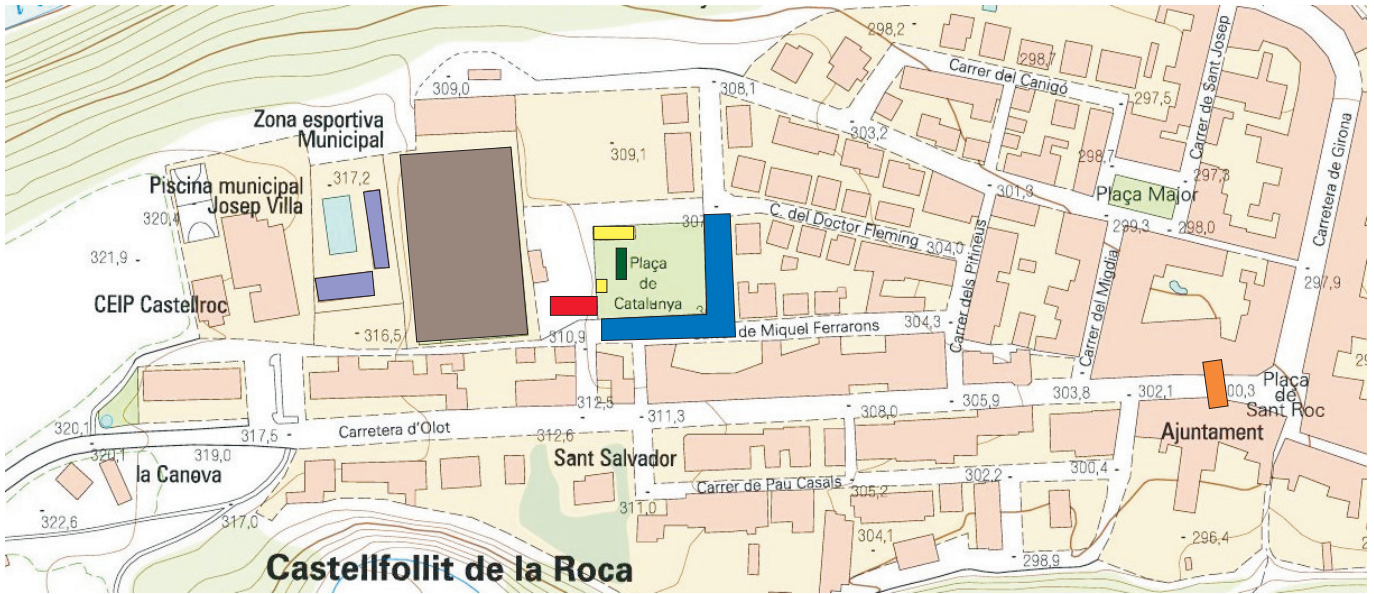 298,2
298,7
Carrer del Canigó
297,5
Carrer de Sant Josep
309,0
308,1
Zona esportiva
Municipal
303,2
309,1
298,7
297,3
Carretera de Girona
317,2
Piscina municipal
Josep Villa
320,4
301,3
Plaça Major
299,3
298,0
C. del Doctor Fleming
304,0
321,9
Plaça
de
Catalunya
Carrer dels Pitineus
Carrer del Migdia
297,9
CEIP Castellroc
316,5
310,9
de Miquel Ferrarons
304,3
312,5
311,3
308,0
305,9
303,8
302,1
00,3
Plaça
de
Sant Roc
Ajuntament
320,1
320,1
317,5
319,0
Carretera d'Olot
312,6
Sant Salvador
la Canova
Carrer de Pau Casals
302,2
300,4
305,2
311,0
322,6
317,0
304,1
296,4
298,9
Castellfollit de la Roca